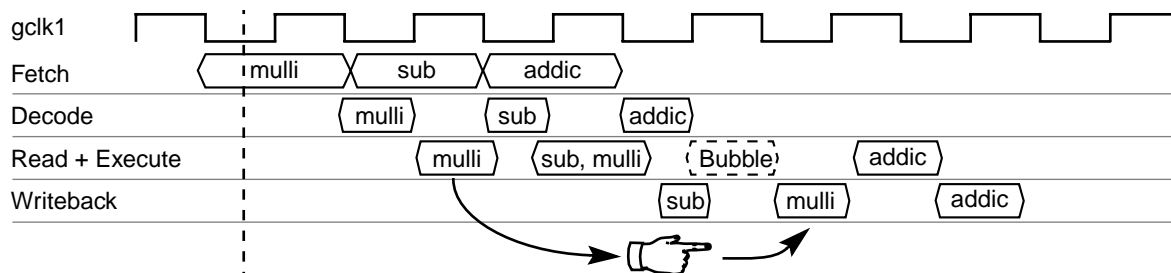 gclk1
Fetch mulli sub addic
Decode mulli sub addic
Read + Execute mulli sub, mulli Bubble addic
Writeback sub mulli addic